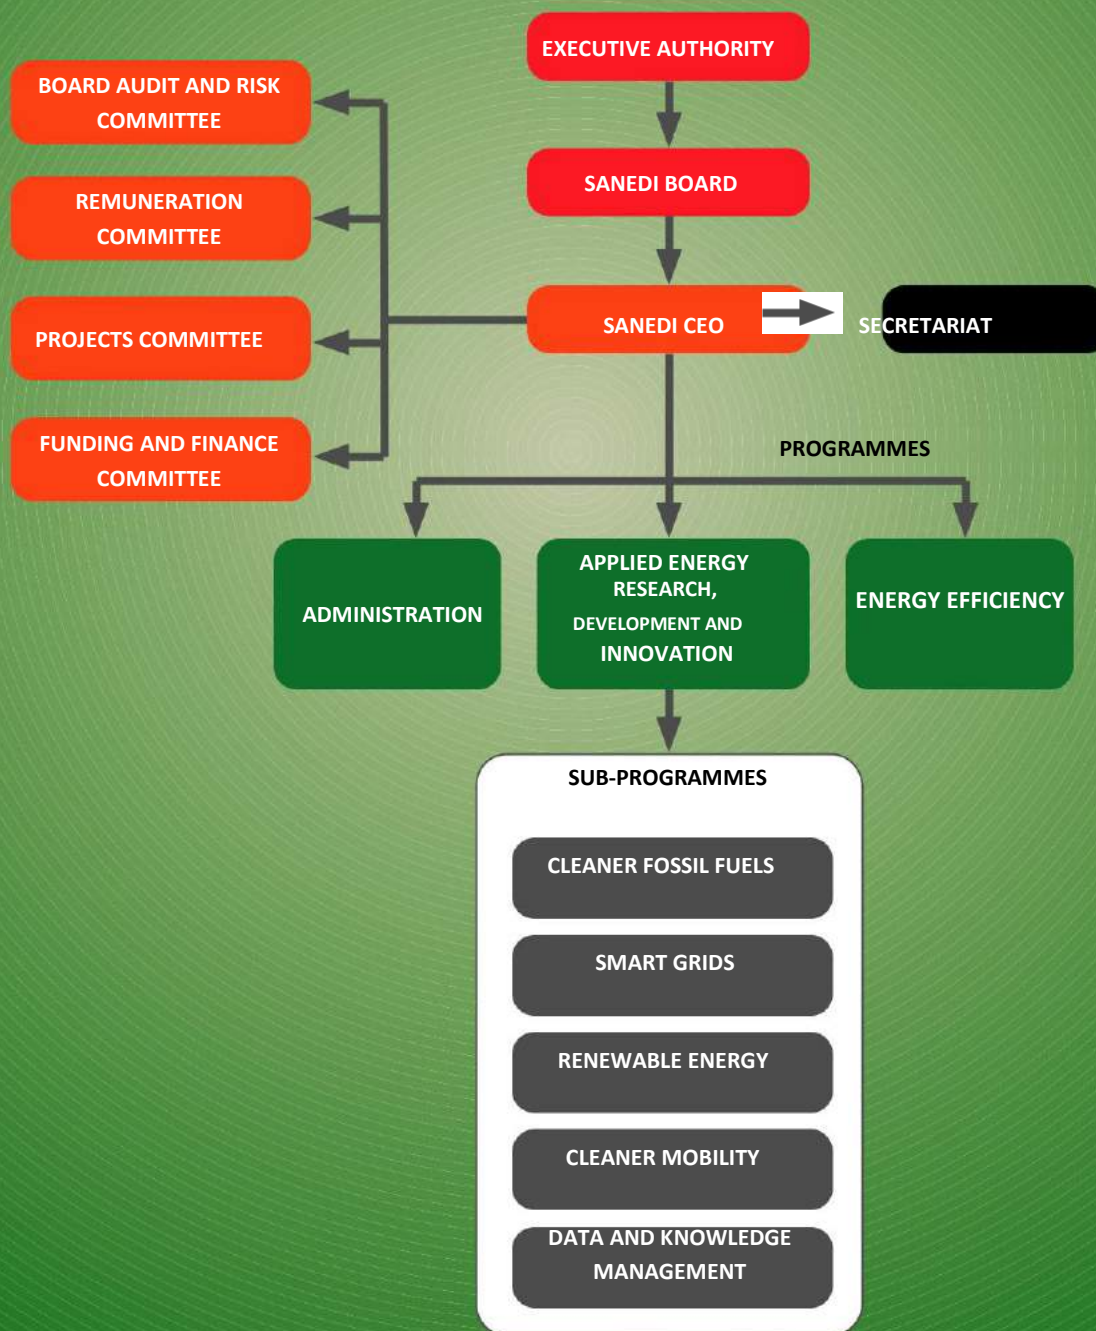 EXECUTIVE AUTHORITY
BOARD AUDIT AND RISK
COMMITTEE
SANEDI BOARD
REMUNERATION
COMMITTEE
SANEDI CEO
SECRETARIAT
PROJECTS COMMITTEE
FUNDING AND FINANCE
COMMITTEE
PROGRAMMES
ADMINISTRATION
APPLIED ENERGY
RESEARCH,
DEVELOPMENT AND
INNOVATION
ENERGY EFFICIENCY
SUB-PROGRAMMES
CLEANER FOSSIL FUELS
SMART GRIDS
RENEWABLE ENERGY
CLEANER MOBILITY
DATA AND KNOWLEDGE
MANAGEMENT